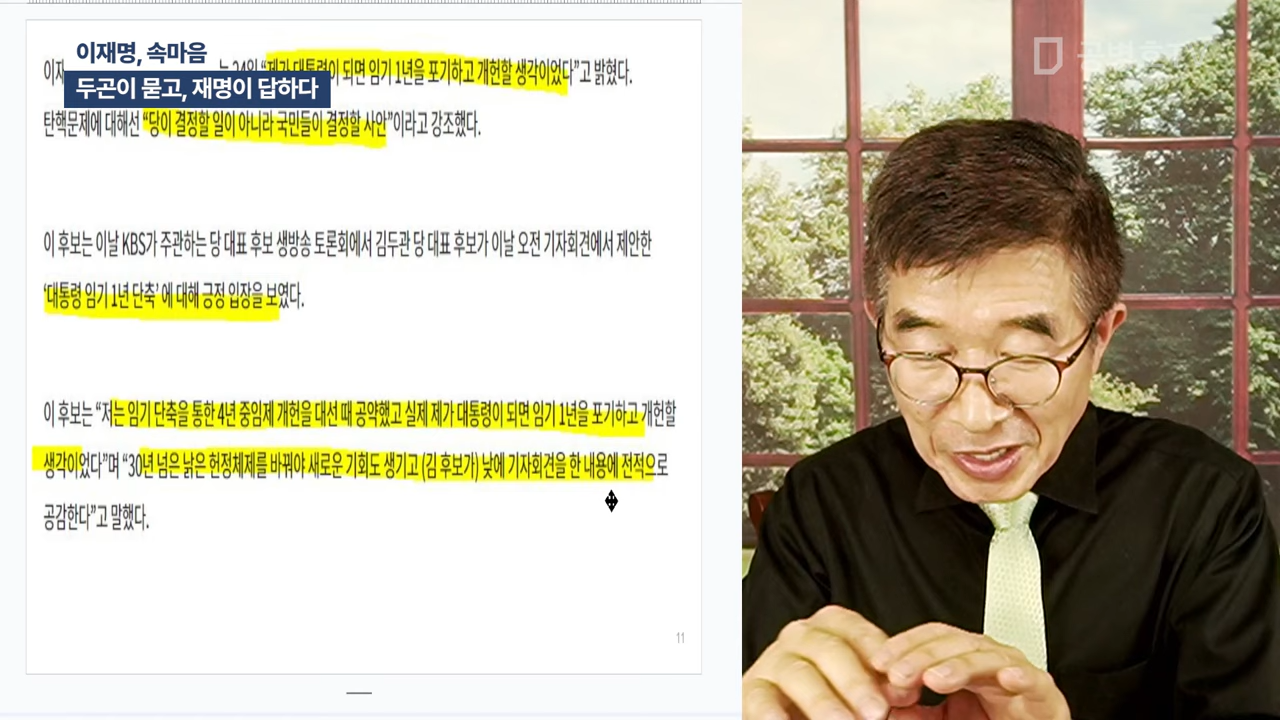 이재명, 속마음
두곤이 묻고, 재명이 답하다
이재 는 24일 “제가 대통령이 되면 임기 1년을 포기하고 개헌할 생각이었다”고 밝혔다.
탄핵문제에 대해선 “당이 결정할 일이 아니라 국민들이 결정할 사안”이라고 강조했다.
이 후보는 이날 KBS가 주관하는 당 대표 후보 생방송 토론회에서 김두관 당 대표 후보가 이날 오전 기자회견에서 제안한
‘대통령 임기 1년 단축’ 에 대해 긍정 입장을 보였다.
이 후보는 “저는 임기 단축을 통한 4년 중임제 개헌을 대선 때 공약했고 실제 제가 대통령이 되면 임기 1년을 포기하고 개헌할
생각이었다”며 “30년 넘은 낡은 헌정체제를 바꿔야 새로운 기회도 생기고 (김 후보가) 낮에 기자회견을 한 내용에 전적으로
공감한다”고 말했다.
11